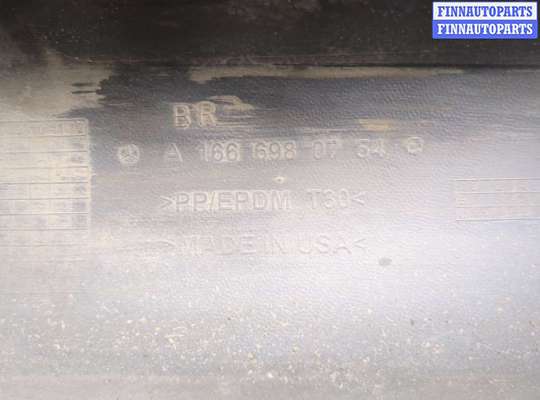 FINNAUTOPARTS
FINNAUTOPARTS
BR
A 166 698 07 54
>PP/EPDM T30<
>MADE IN USA<